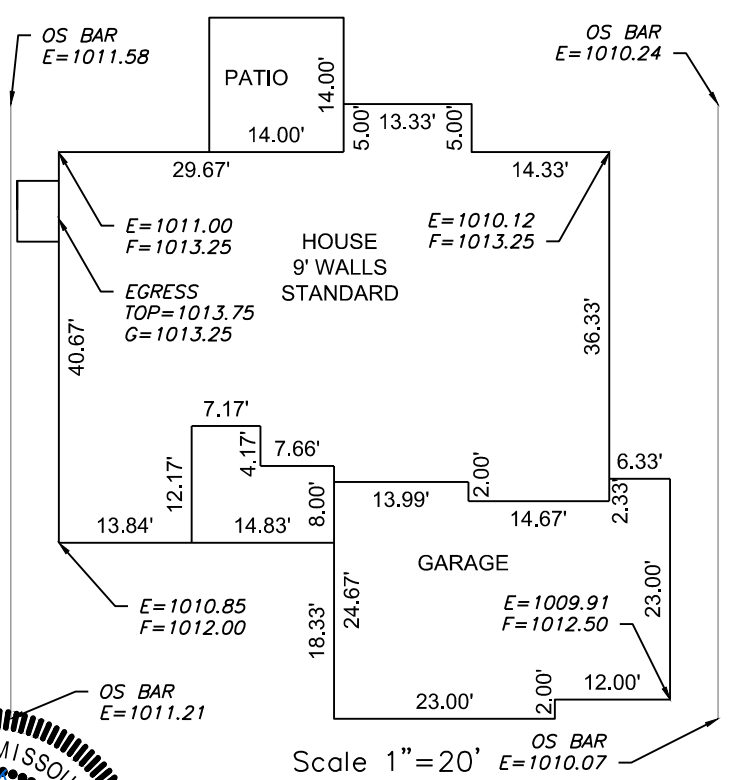 OS BAR
E=1011.58
OS BAR
E=1010.24
PATIO
14.00'
14.00'
5.00'
13.33'
5.00'
29.67'
14.33'
E=1011.00
F=1013.25
E=1010.12
F=1013.25
HOUSE
9' WALLS
STANDARD
EGRESS
TOP=1013.75
G=1013.25
40.67'
36.33'
7.17'
4.17'
7.66'
12.17'
8.00'
13.99'
2.00'
6.33'
2.33'
13.84'
14.83'
14.67'
GARAGE
E=1010.85
F=1012.00
18.33'
24.67'
E=1009.91
F=1012.50
23.00'
OS BAR
E=1011.21
23.00'
2.00'
12.00'
Scale 1"=20'
OS BAR
E=1010.07
MISSOU